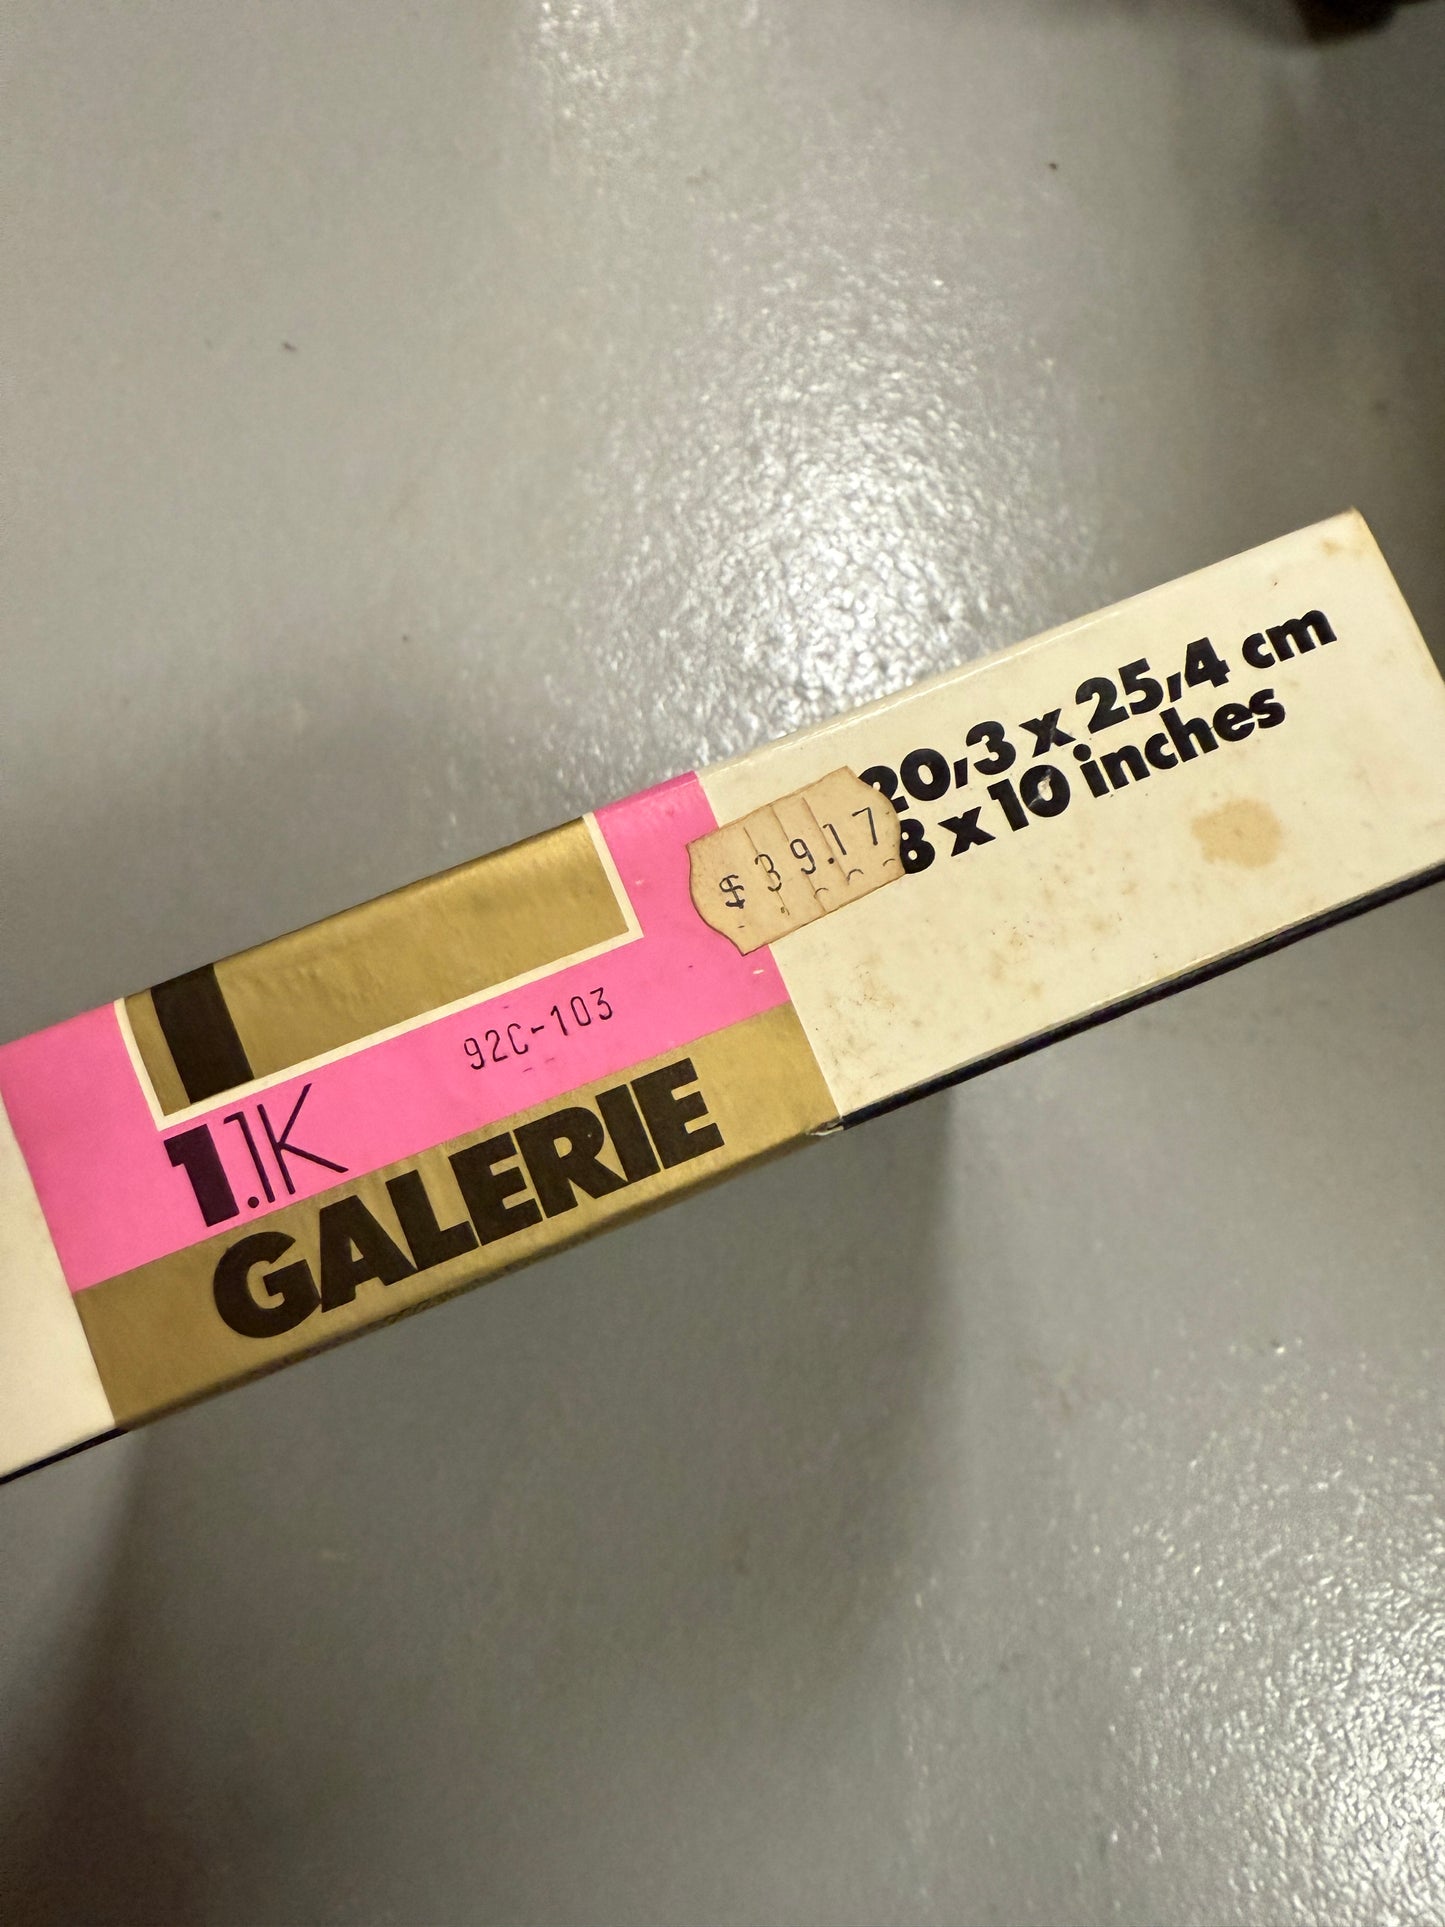 20,3 x 25,4 cm
8 x 10 inches
$39.17
92C-103
1.1K
GALERIE